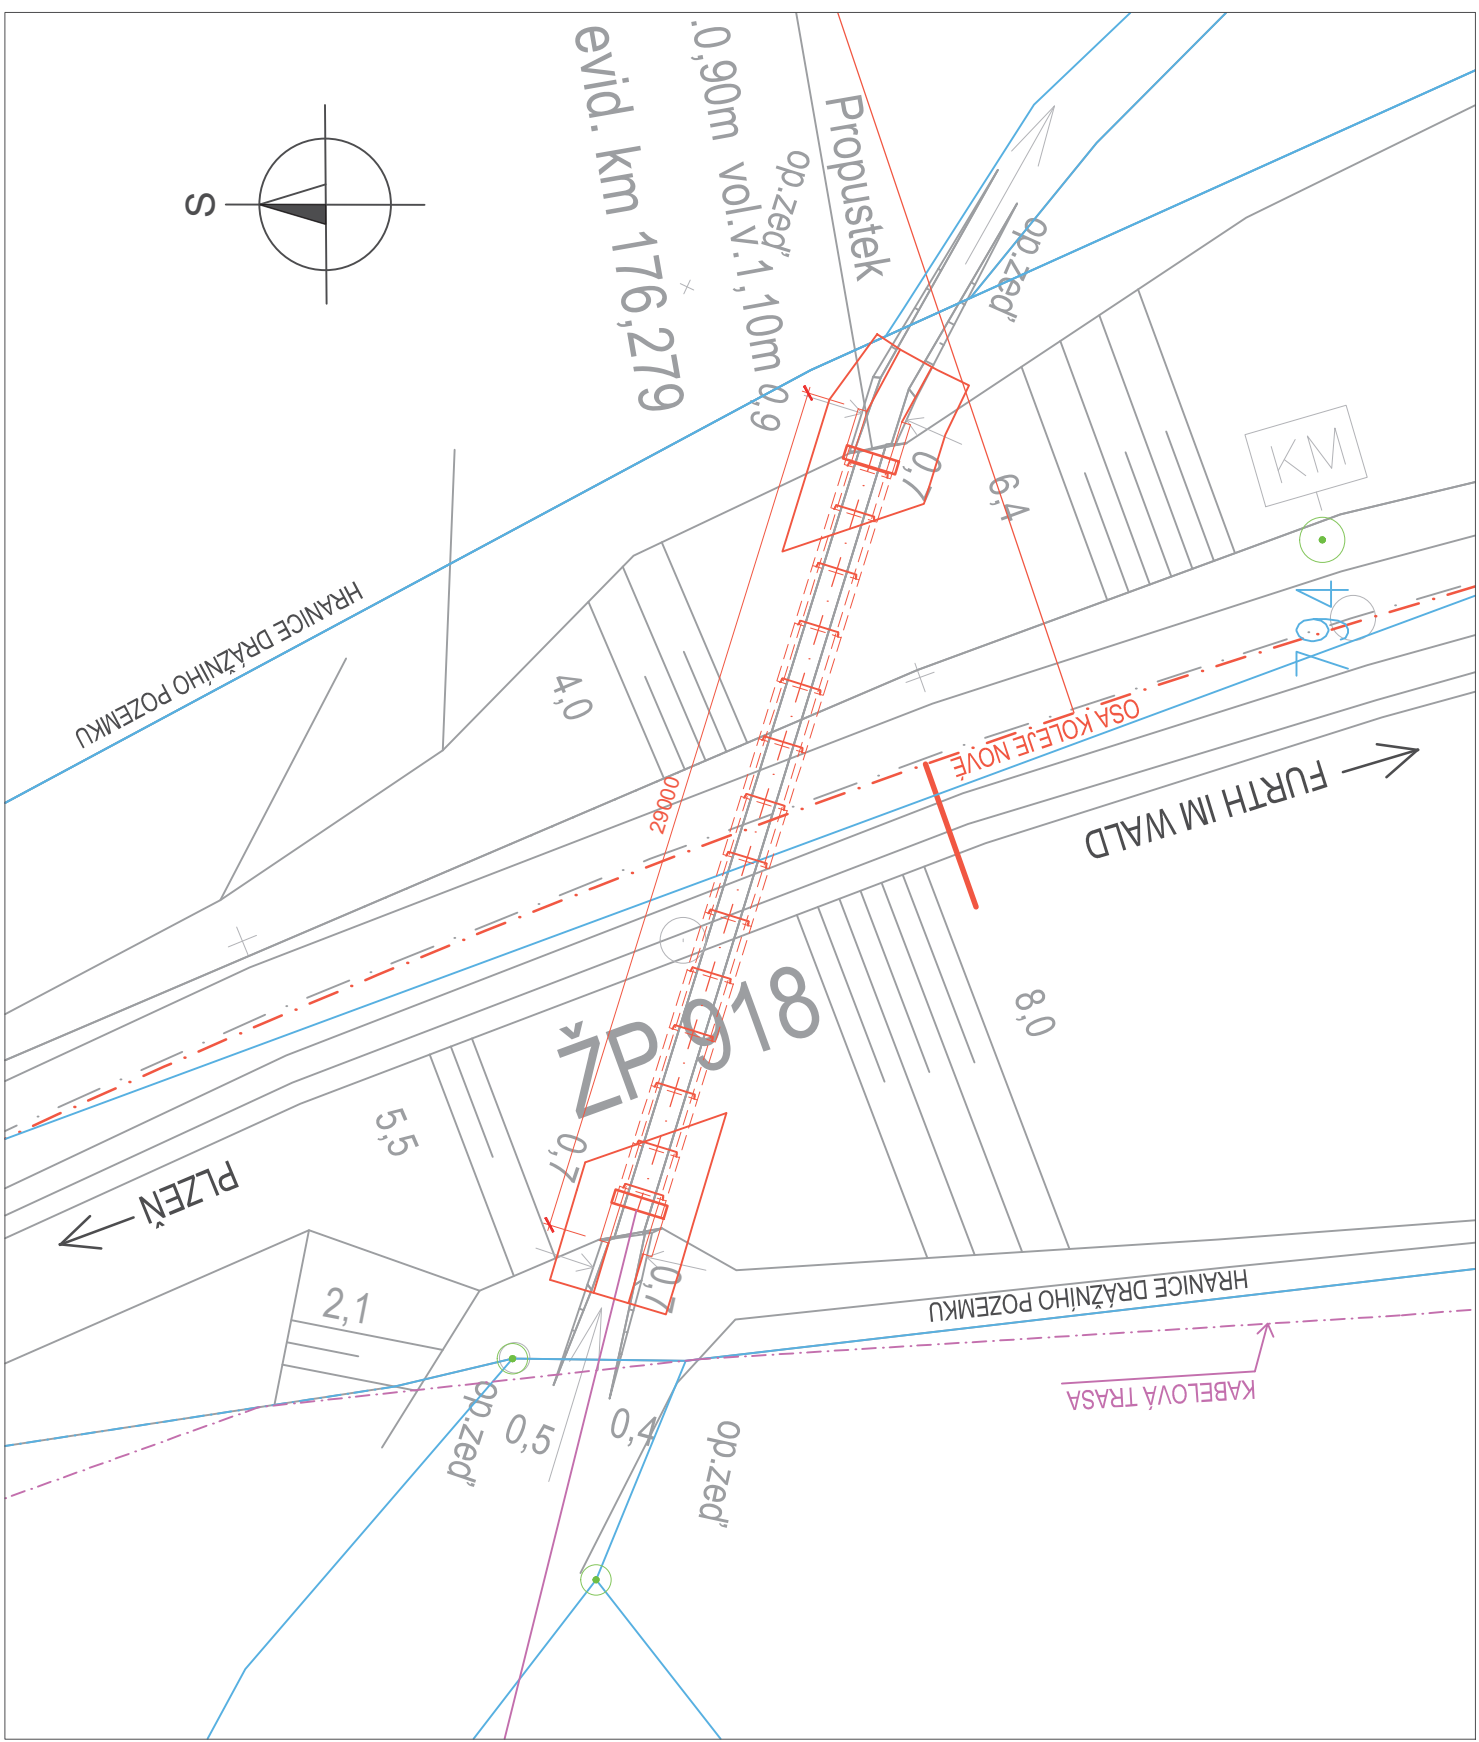 S
evid. km 176,279
.0,90m vol.v.1,10m 0,9
op.zeď
Propustek
op.zeď
0,7
6,4
KM
HRANICE DRÁŽNÍHO POZEMKU
4,0
794
OSA KOLEJE NOVÉ
29000
FURTH IM WALD
ŽP 918
8,0
5,5
0,7
PLZEŇ
2,1
0,7
HRANICE DRÁŽNÍHO POZEMKU
KABELOVÁ TRASA
op.zeď
0,5
0,4
op.zeď